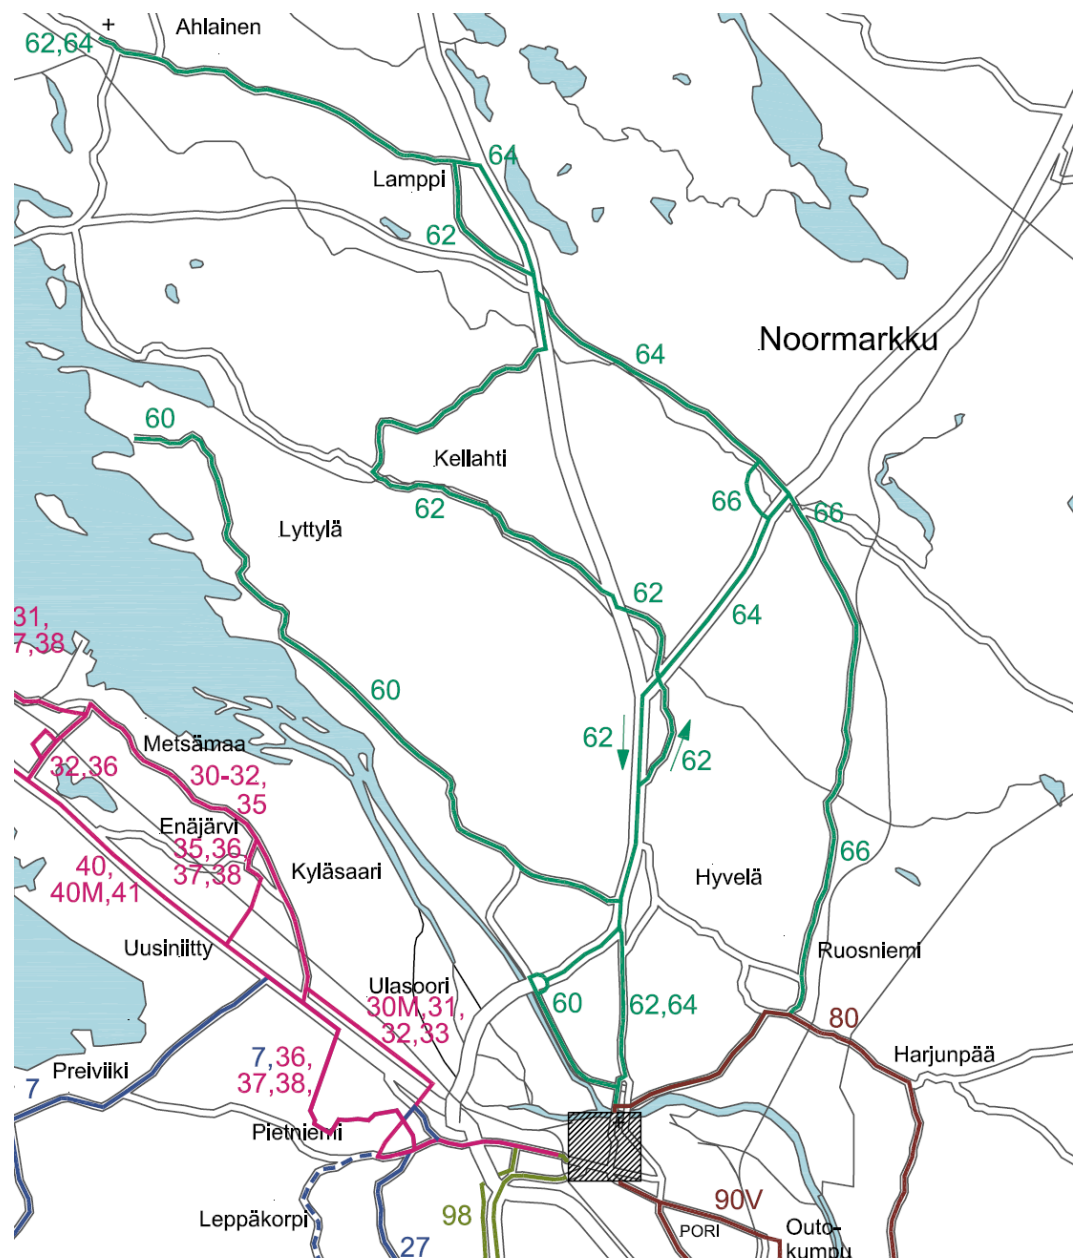 Ahlainen
62,64
64
Lamppi
62
Noormarkku
64
60
Kellahti
66
62
66
Lyttylä
62
64
31,
7,38
60
62
62
Metsämaa
32,36
30-32,
35
Enäjärvi
35,36
37,38
Kyläsaari
40,
40M,41
66
Hyvelä
Uusiniitty
Ruosniemi
Ulasoori
30M,31,
32,33
60
62,64
80
Harjunpää
7,36,
37,38,
Preiviiki
7
Pietniemi
Leppäkorpi
98
27
90V
PORI
Outo-
kumpu